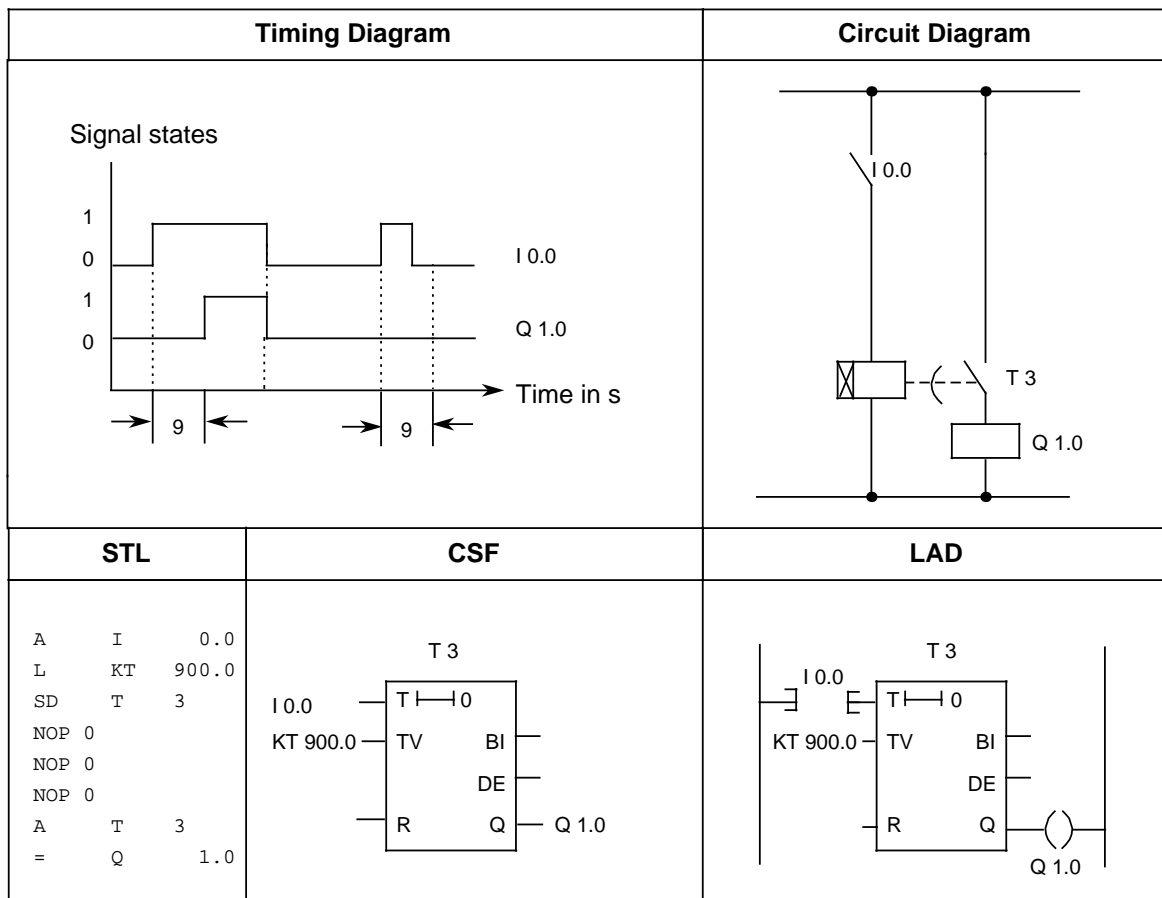 Timing Diagram
Circuit Diagram
Signal states
1
0
I 0.0
1
0
Q 1.0
Time in s
9
9
I 0.0
T 3
Q 1.0
STL
CSF
LAD
A I 0.0
L KT 900.0
SD T 3
NOP 0
NOP 0
NOP 0
A T 3
= Q 1.0
T 3
I 0.0
T 0
KT 900.0
TV
BI
DE
R
Q
Q 1.0
T 3
I 0.0
T 0
KT 900.0
TV
BI
DE
R
Q
Q 1.0